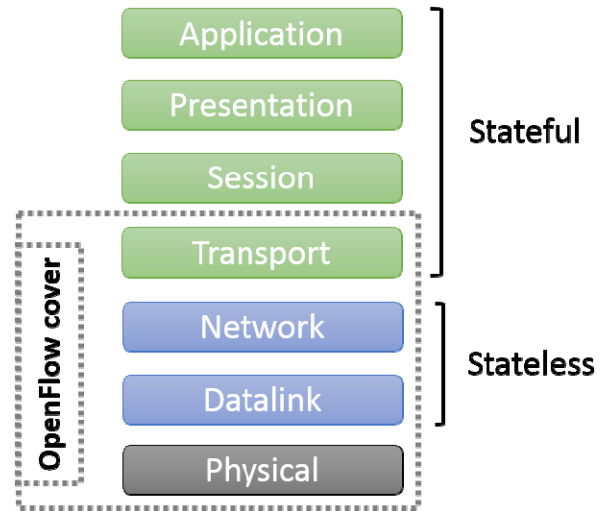 Application
Presentation
Stateful
Session
Transport
OpenFlow cover
Network
Stateless
Datalink
Physical